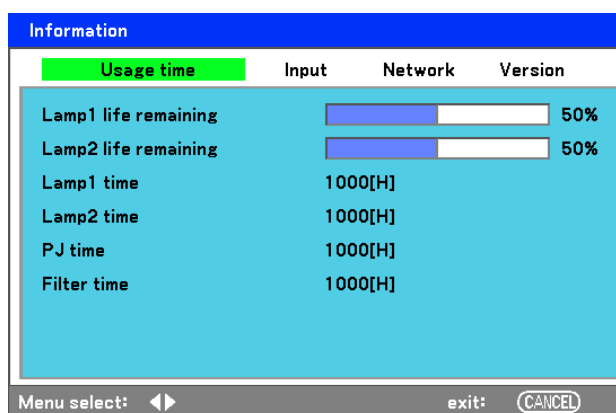 Information
Usage time Input Network Version
Lamp1 life remaining 50%
Lamp2 life remaining 50%
Lamp1 time 1000[H]
Lamp2 time 1000[H]
PJ time 1000[H]
Filter time 1000[H]
Menu select: ◀▶ exit: CANCEL